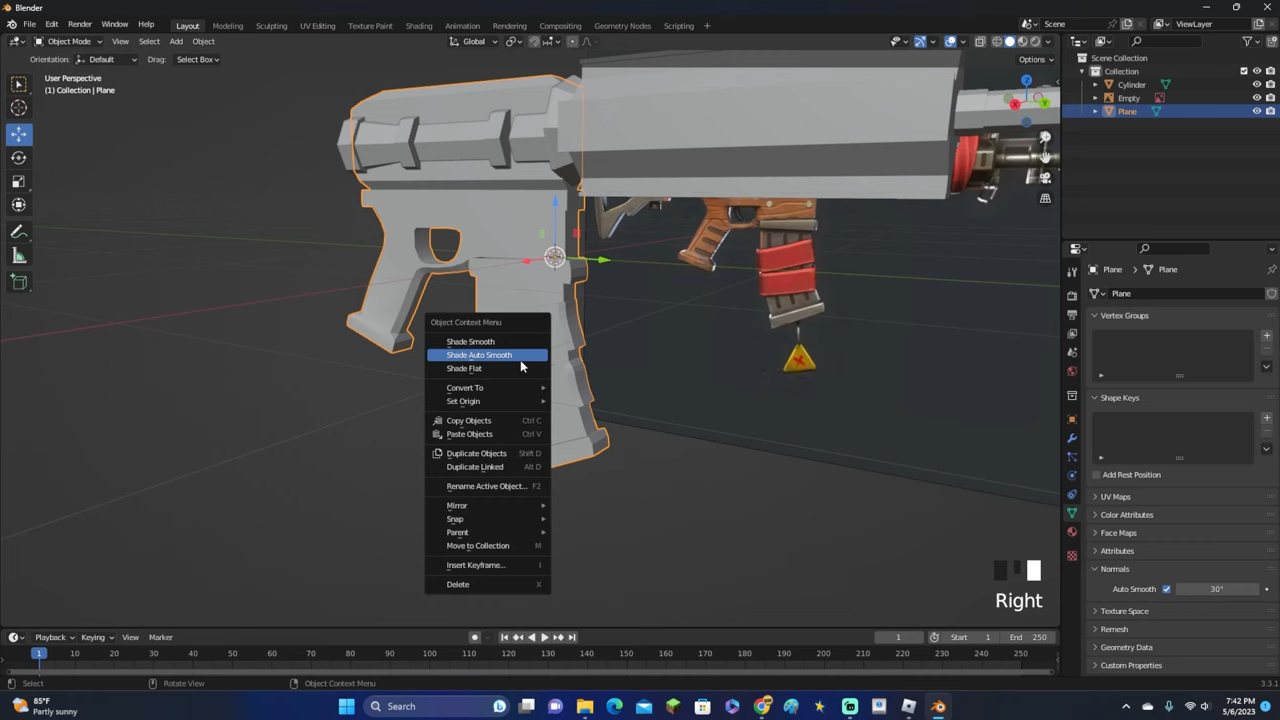 Blender
File Edit Render Window Help
Layout Modeling Sculpting UV Editing Texture Paint Shading Animation Rendering Compositing Geometry Nodes Scripting +
Scene
ViewLayer
Object Mode View Select Add Object
Global
Orientation: Default Drag: Select Box
Options
User Perspective
(1) Collection | Plane
Z
X
Y
Scene Collection
Collection
Cylinder
Empty
Plane
Plane Plane
Plane
Vertex Groups
Shape Keys
Add Rest Position
UV Maps
Color Attributes
Face Maps
Attributes
Normals
Auto Smooth 30°
Texture Space
Remesh
Geometry Data
Custom Properties
Object Context Menu
Shade Smooth
Shade Auto Smooth
Shade Flat
Convert To
Set Origin
Copy Objects Ctrl C
Paste Objects Ctrl V
Duplicate Objects Shift D
Duplicate Linked Alt D
Rename Active Object... F2
Mirror
Snap
Parent
Move to Collection M
Insert Keyframe... I
Delete X
Right
Playback Keying View Marker
1 Start 1 End 250
1 10 20 30 40 50 60 70 80 90 100 110 120 130 140 150 160 170 180 190 200 210 220 230 240 250
Select Rotate View Object Context Menu 3.3.1
85°F
Partly sunny
Search
7:42 PM
5/6/2023